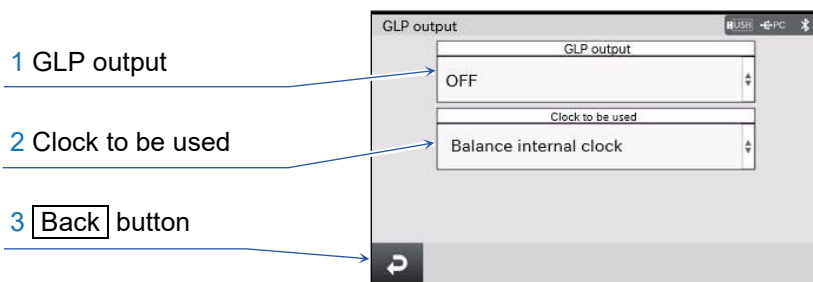 GLP output
USB PC
GLP output
1 GLP output
OFF
Clock to be used
2 Clock to be used
Balance internal clock
3 Back button